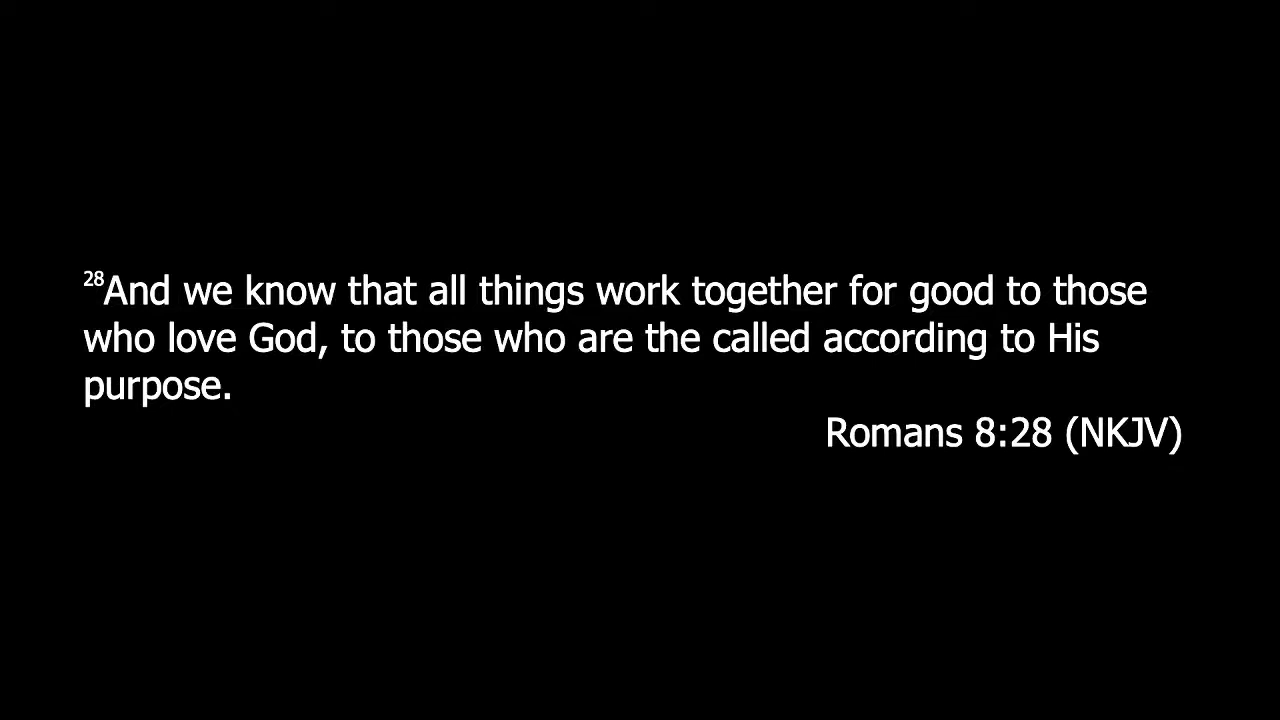 28And we know that all things work together for good to those
who love God, to those who are the called according to His
purpose.
Romans 8:28 (NKJV)